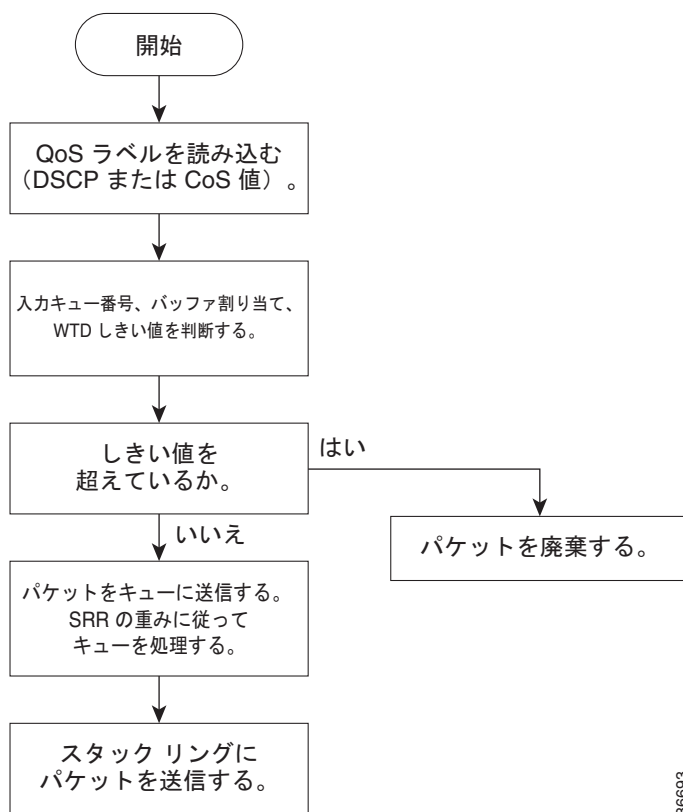 開始
QoS ラベルを読み込む
（DSCP または CoS 値）。
入力キュー番号、バッファ割り当て、
WTD しきい値を判断する。
しきい値を
超えているか。
はい
いいえ
パケットを廃棄する。
パケットをキューに送信する。
SRR の重みに従って
キューを処理する。
スタック リングに
パケットを送信する。